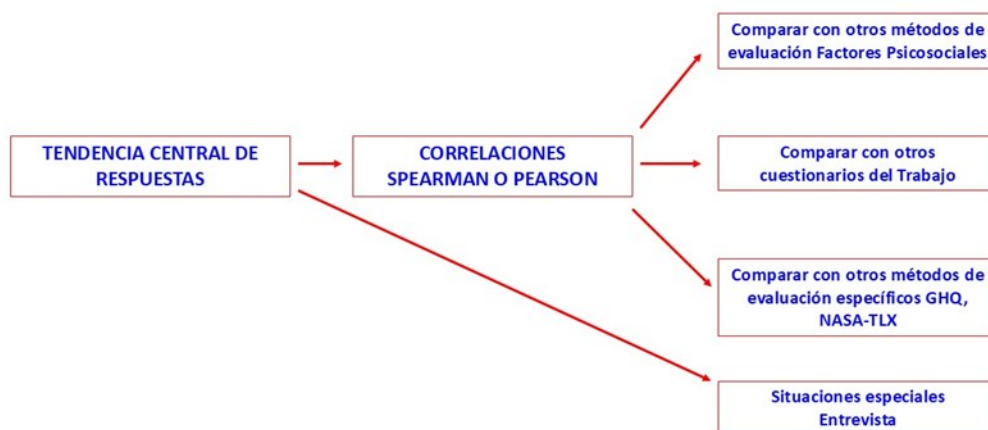 Comparar con otros métodos de
evaluación Factores Psicosociales
TENDENCIA CENTRAL DE
RESPUESTAS
CORRELACIONES
SPEARMAN O PEARSON
Comparar con otros
cuestionarios del Trabajo
Comparar con otros métodos de
evaluación específicos GHQ,
NASA-TLX
Situaciones especiales
Entrevista